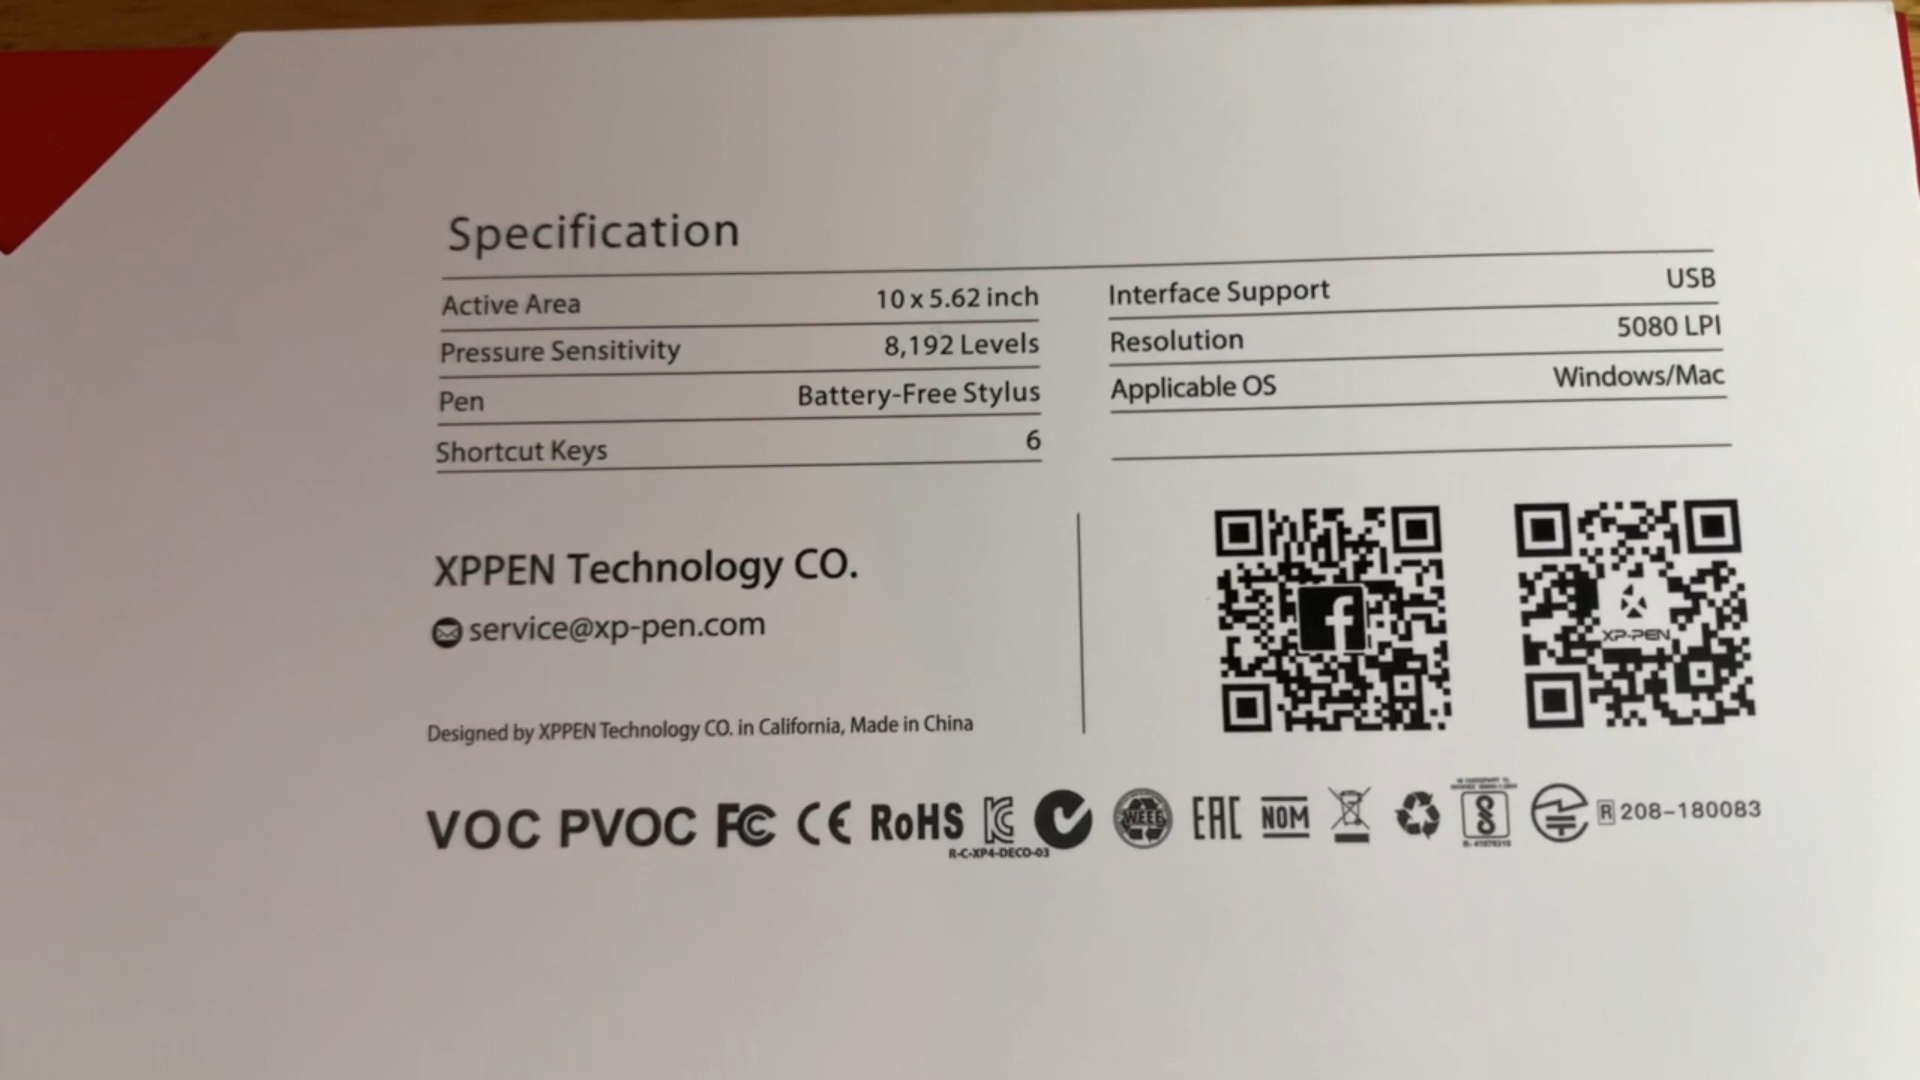 Specification
Active Area 10 x 5.62 inch
Pressure Sensitivity 8,192 Levels
Pen Battery-Free Stylus
Shortcut Keys 6
Interface Support USB
Resolution 5080 LPI
Applicable OS Windows/Mac
XPPEN Technology CO.
service@xp-pen.com
Designed by XPPEN Technology CO. in California, Made in China
f
XP-PEN
VOC PVOC FC CE RoHS KC WEEE EAC NOM R 208-180083
R-C-XP4-DECO-03